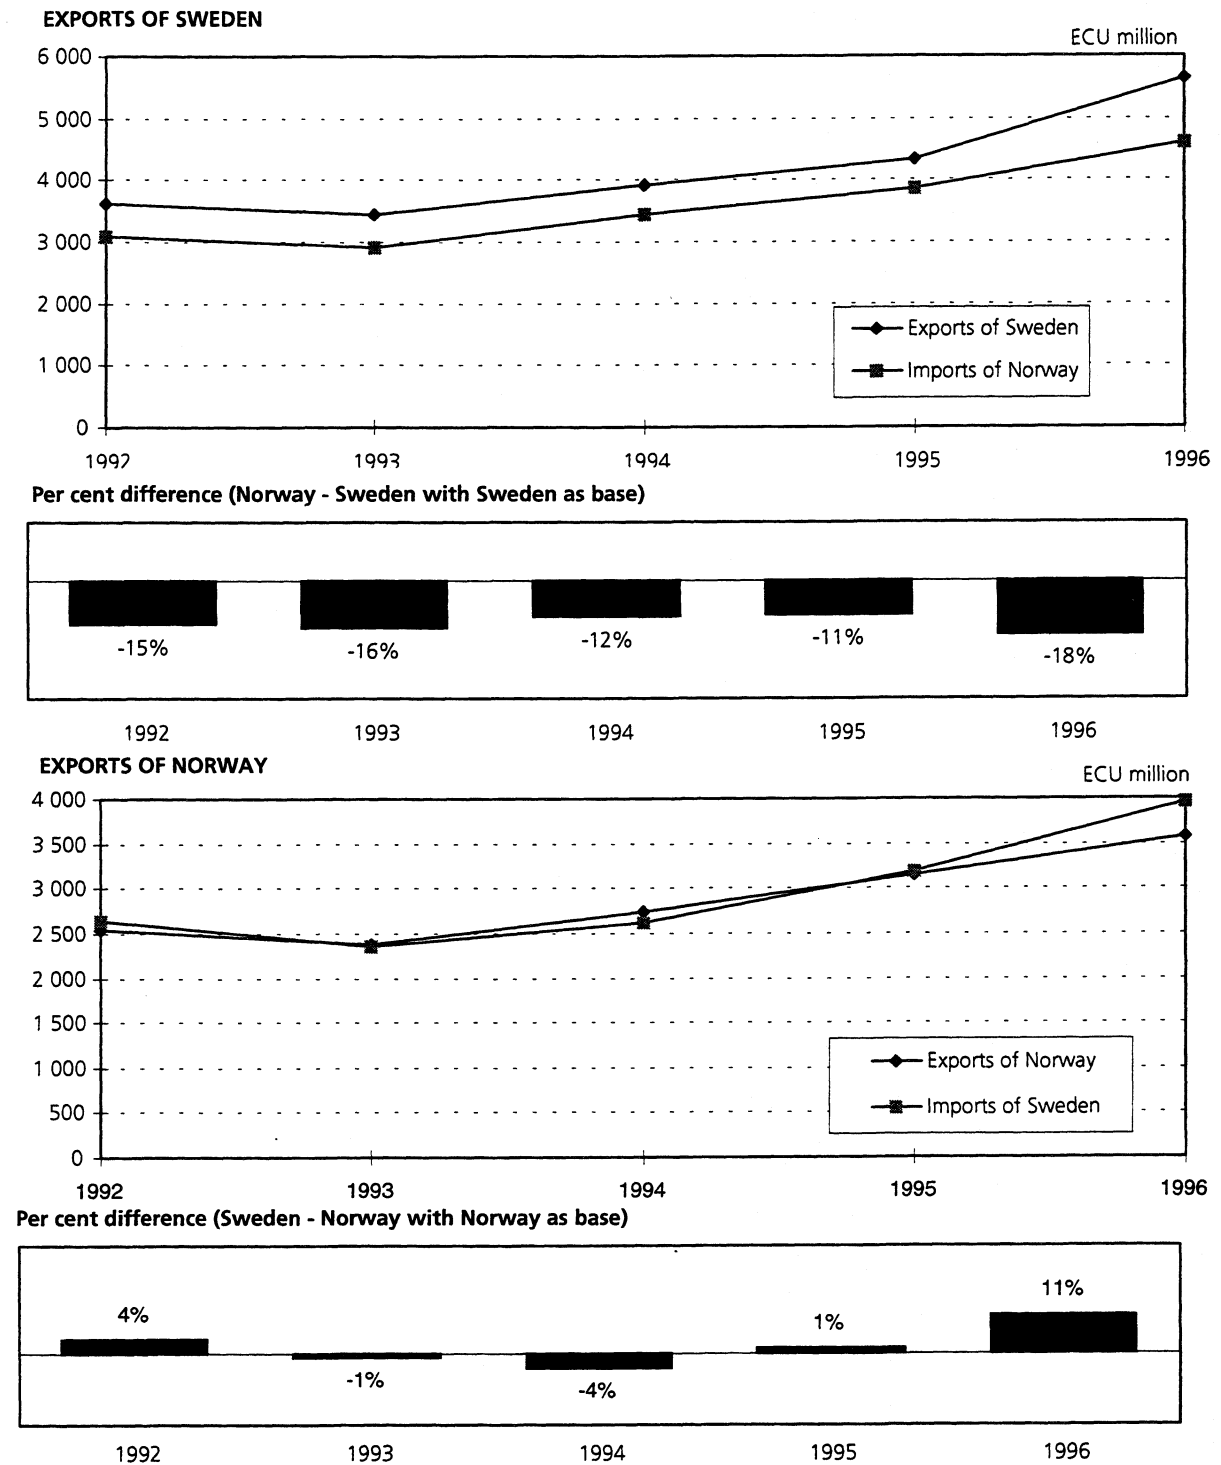 EXPORTS OF SWEDEN
ECU million
6 000
5 000
4 000
3 000
2 000
1 000
0
Exports of Sweden
Imports of Norway
1992 1993 1994 1995 1996
Per cent difference (Norway - Sweden with Sweden as base)
-15% -16% -12% -11% -18%
1992 1993 1994 1995 1996
EXPORTS OF NORWAY
ECU million
4 000
3 500
3 000
2 500
2 000
1 500
1 000
500
0
Exports of Norway
Imports of Sweden
1992 1993 1994 1995 1996
Per cent difference (Sweden - Norway with Norway as base)
4% -1% -4% 1% 11%
1992 1993 1994 1995 1996